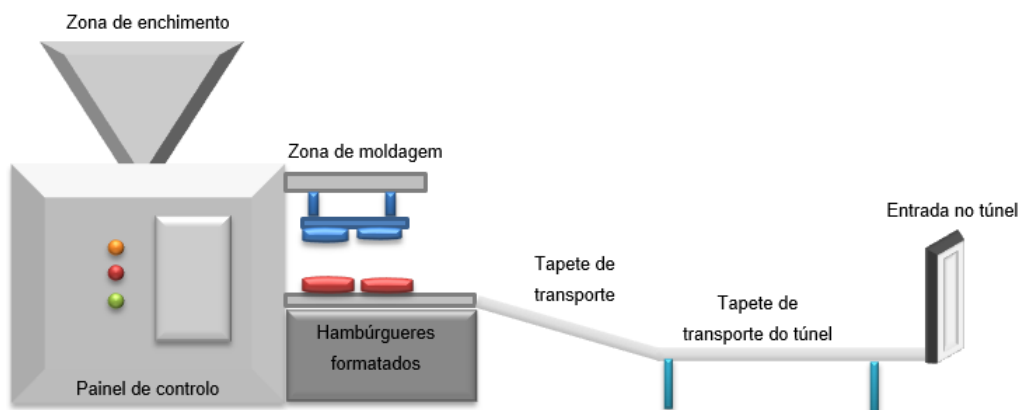 Zona de enchimento
Zona de moldagem
Entrada no túnel
Tapete de
transporte
Tapete de
transporte do túnel
Hambúrgueres
formatados
Painel de controlo